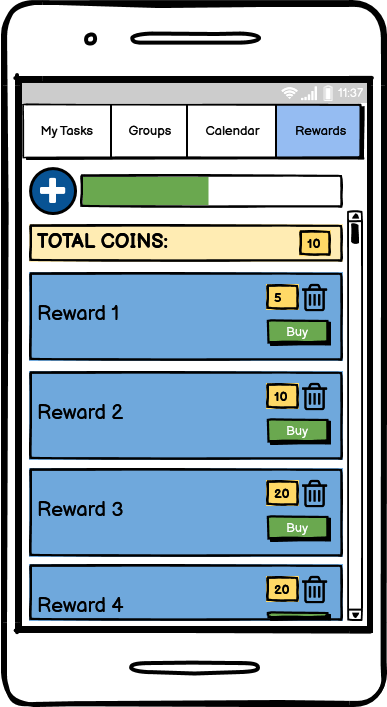 11:37
My Tasks
Groups
Calendar
Rewards
TOTAL COINS:
10
5
Reward 1
Buy
10
Reward 2
Buy
20
Reward 3
Buy
20
Reward 4